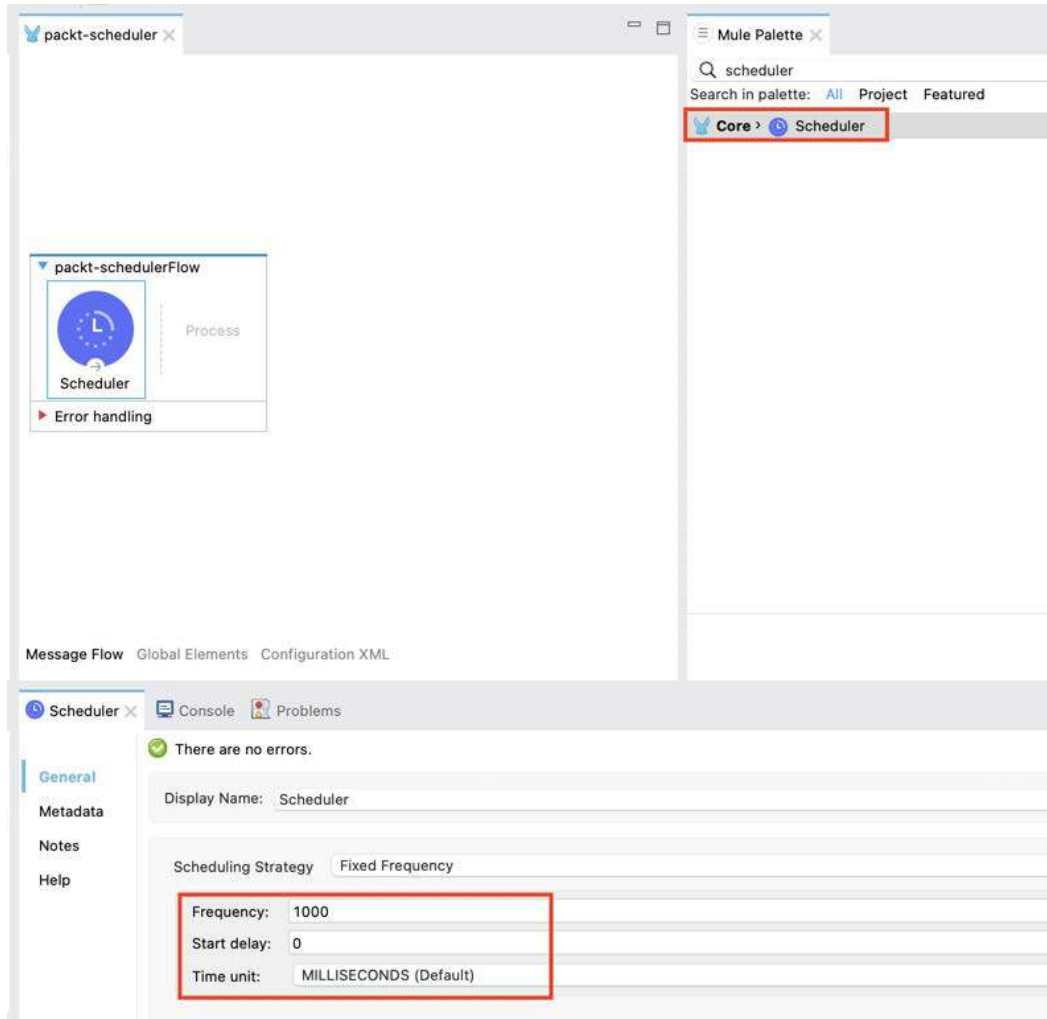 packt-scheduler
Mule Palette
scheduler
Search in palette: All Project Featured
Core > Scheduler
packt-schedulerFlow
Process
Scheduler
Error handling
Message Flow Global Elements Configuration XML
Scheduler Console Problems
There are no errors.
General
Display Name: Scheduler
Metadata
Notes
Scheduling Strategy Fixed Frequency
Help
Frequency: 1000
Start delay: 0
Time unit: MILLISECONDS (Default)